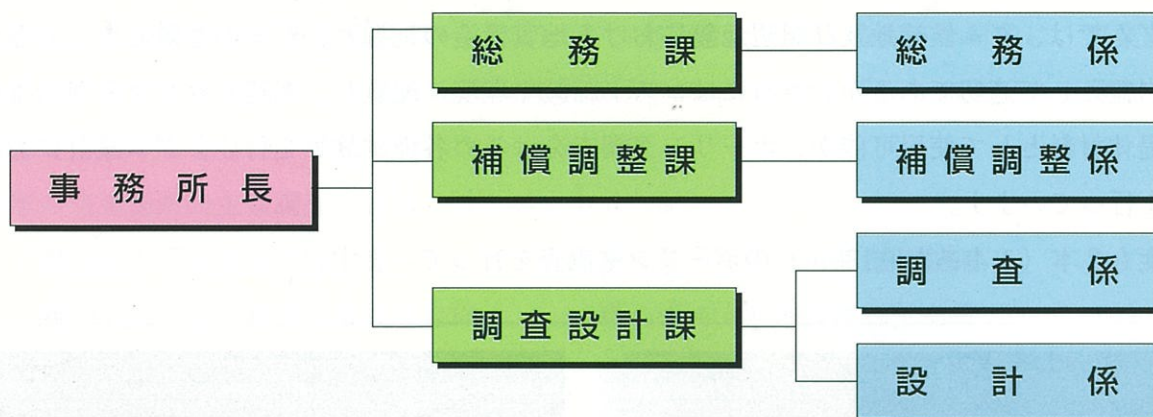 事務所長
総務課
総務係
補償調整課
補償調整係
調査設計課
調査係
設計係